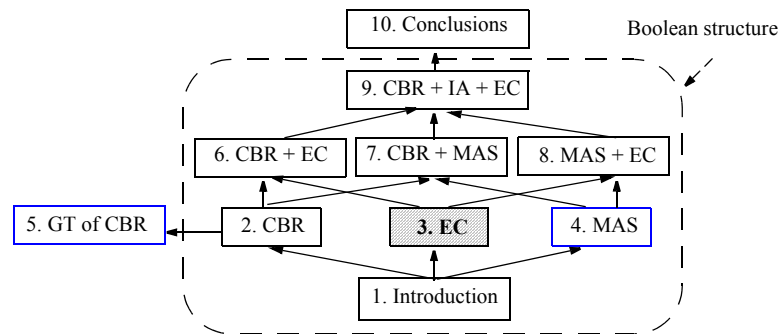 10. Conclusions
Boolean structure
9. CBR + IA + EC
6. CBR + EC
7. CBR + MAS
8. MAS + EC
5. GT of CBR
2. CBR
3. EC
4. MAS
1. Introduction